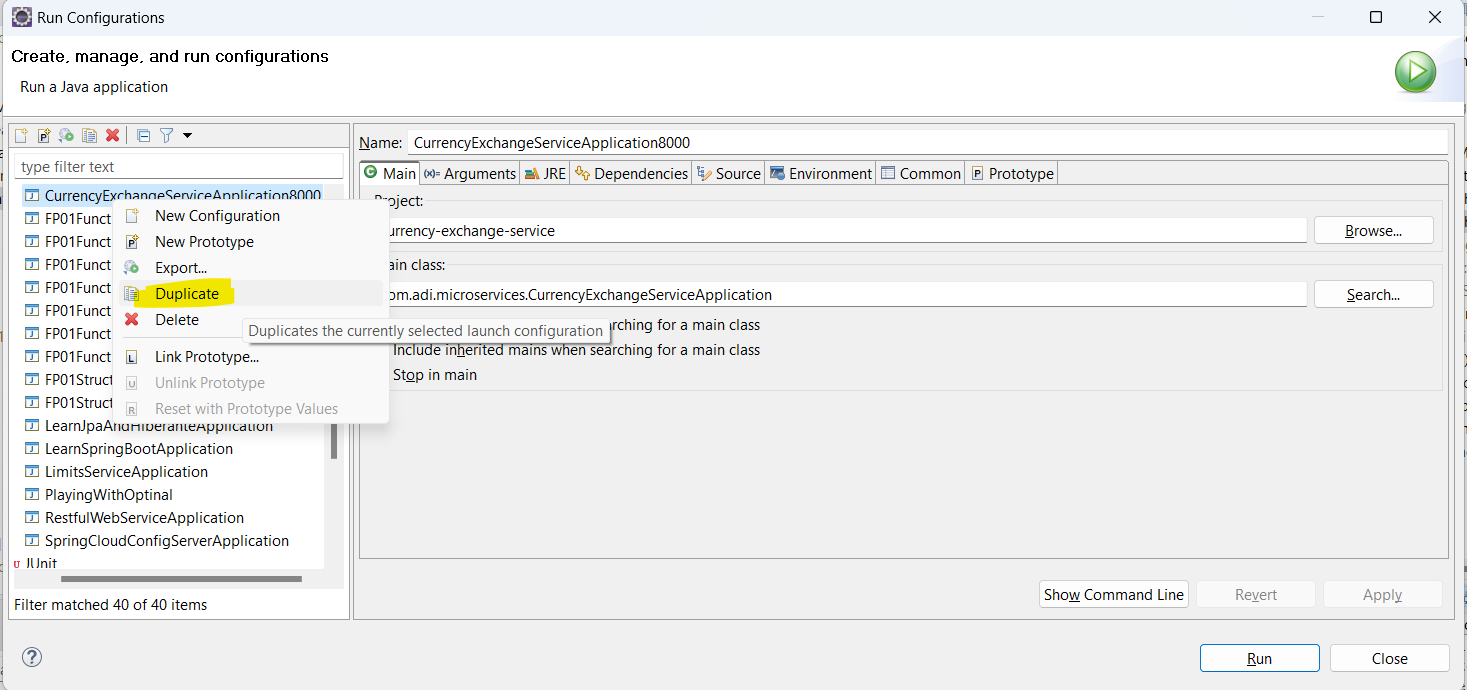 Run Configurations
Create, manage, and run configurations
Run a Java application
type filter text
CurrencyExchangeServiceApplication8000
FP01Funct
FP01Funct
FP01Funct
FP01Funct
FP01Funct
FP01Funct
FP01Funct
FP01Struct
FP01Struct
LearnJpaAndHiberanteApplication
LearnSpringBootApplication
LimitsServiceApplication
PlayingWithOptinal
RestfulWebServiceApplication
SpringCloudConfigServerApplication
JUnit
Filter matched 40 of 40 items
New Configuration
New Prototype
Export...
Duplicate
Delete
Link Prototype...
Unlink Prototype
Reset with Prototype Values
Duplicates the currently selected launch configuration
Name: CurrencyExchangeServiceApplication8000
Main (x)= Arguments JRE Dependencies Source Environment Common Prototype
Project:
urrency-exchange-service Browse...
ain class:
om.adi.microservices.CurrencyExchangeServiceApplication Search...
rching for a main class
Include inherited mains when searching for a main class
Stop in main
Show Command Line Revert Apply
Run Close